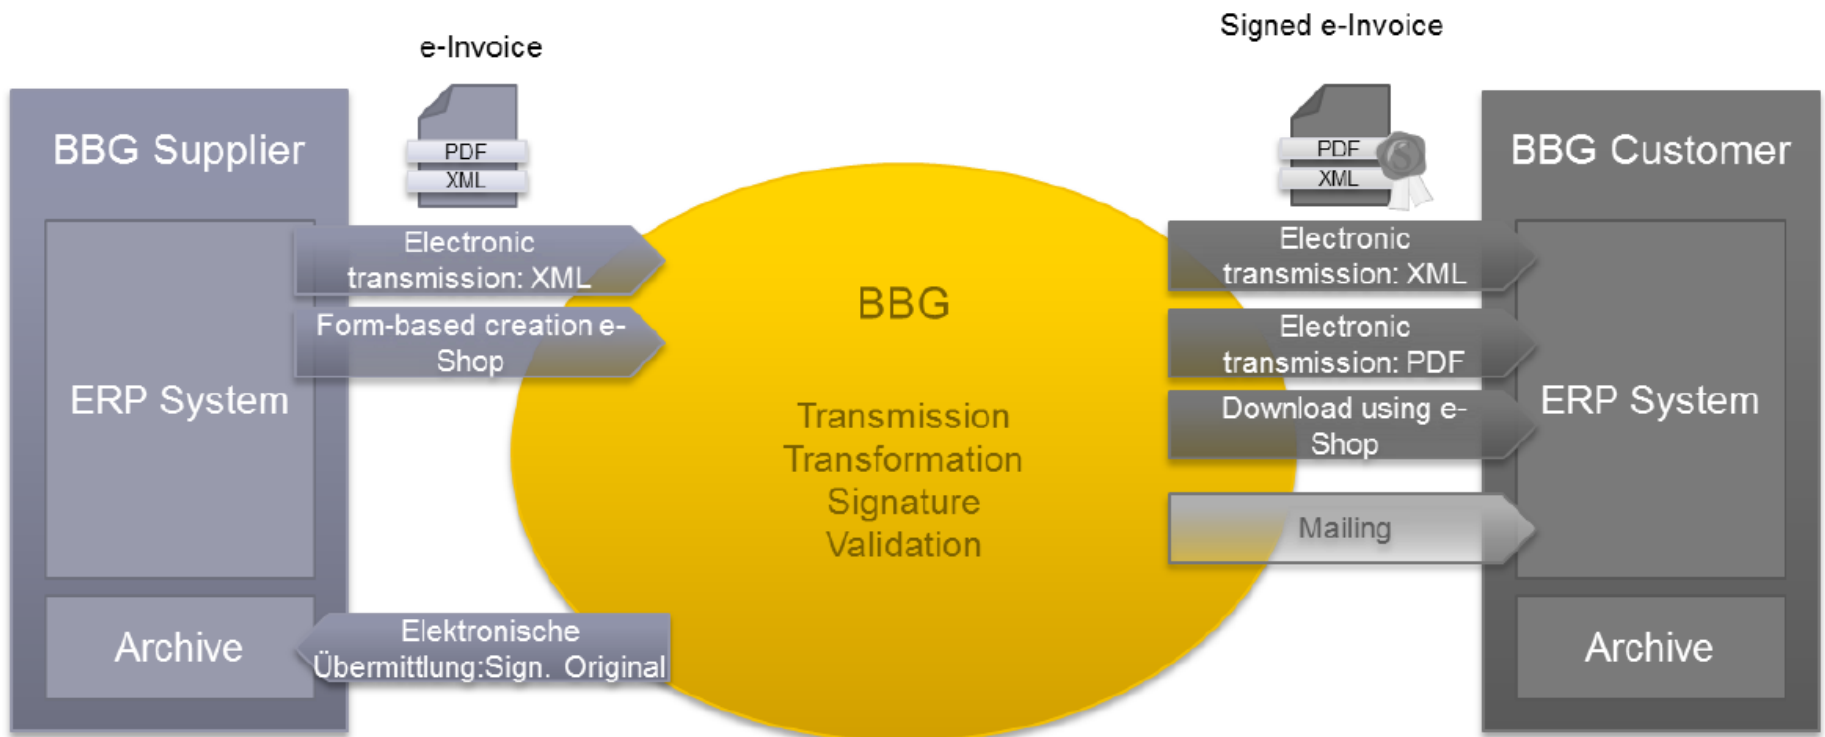 e-Invoice
Signed e-Invoice
BBG Supplier
PDF
XML
PDF
XML
BBG Customer
Electronic
transmission: XML
Form-based creation e-
Shop
ERP System
BBG
Transmission
Transformation
Signature
Validation
Electronic
transmission: XML
Electronic
transmission: PDF
Download using e-
Shop
Mailing
ERP System
Archive
Elektronische
Übermittlung:Sign. Original
Archive